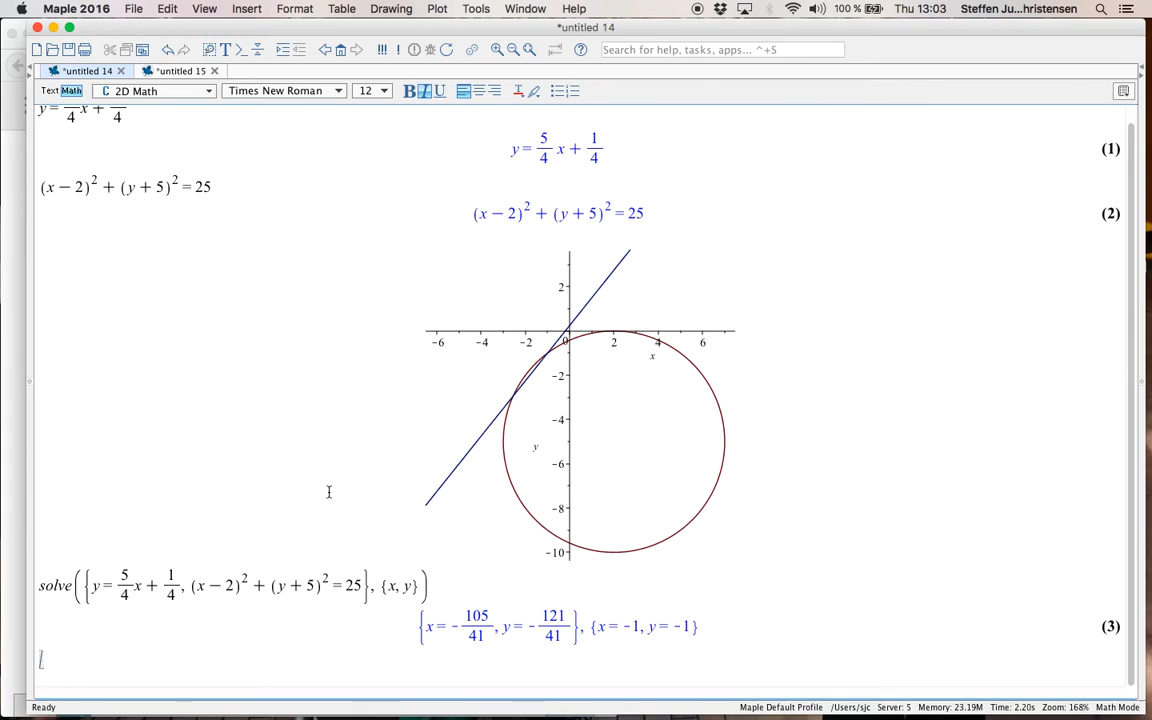 Maple 2016 File Edit View Insert Format Table Drawing Plot Tools Window Help 100 % Thu 13:03 Steffen Ju...hristensen
*untitled 14
Search for help, tasks, apps... ^+S
*untitled 14 *untitled 15
Text Math C 2D Math Times New Roman 12 B I U
y = /4 x + /4
y = 5/4 x + 1/4 (1)
(x − 2)² + (y + 5)² = 25
(x − 2)² + (y + 5)² = 25 (2)
2
-6 -4 -2 0 2 4 6
x
-2
-4
y
-6
-8
-10
solve({y = 5/4 x + 1/4, (x − 2)² + (y + 5)² = 25}, {x, y})
{x = -105/41, y = -121/41}, {x = -1, y = -1} (3)
Ready Maple Default Profile /Users/sjc Server: 5 Memory: 23.19M Time: 2.20s Zoom: 168% Math Mode